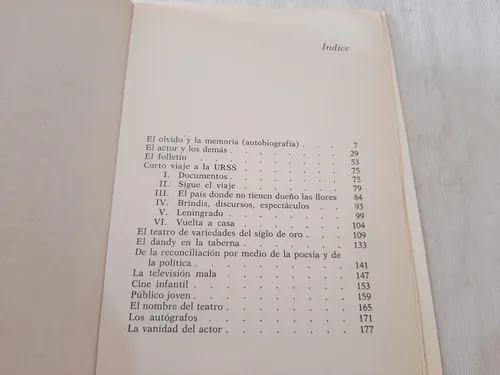 Indice
El olvido y la memoria (autobiografía) . . . 7
El actor y los demás . . . . . . . . 29
El folletín . . . . . . . . . . 53
Corto viaje a la URSS . . . . . . . 75
I. Documentos . . . . . . . . 75
II. Sigue el viaje . . . . . . . 79
III. El país donde no tienen dueño las flores 84
IV. Brindis, discursos, espectáculos . . . 93
V. Leningrado . . . . . . . . 99
VI. Vuelta a casa . . . . . . . 104
El teatro de variedades del siglo de oro . . . 109
El dandy en la taberna . . . . . . . 133
De la reconciliación por medio de la poesía y de
la política . . . . . . . . . 141
La televisión mala . . . . . . . . 147
Cine infantil . . . . . . . . . 153
Público joven . . . . . . . . . 159
El nombre del teatro . . . . . . . . 165
Los autógrafos . . . . . . . . . 171
La vanidad del actor . . . . . . . . 177